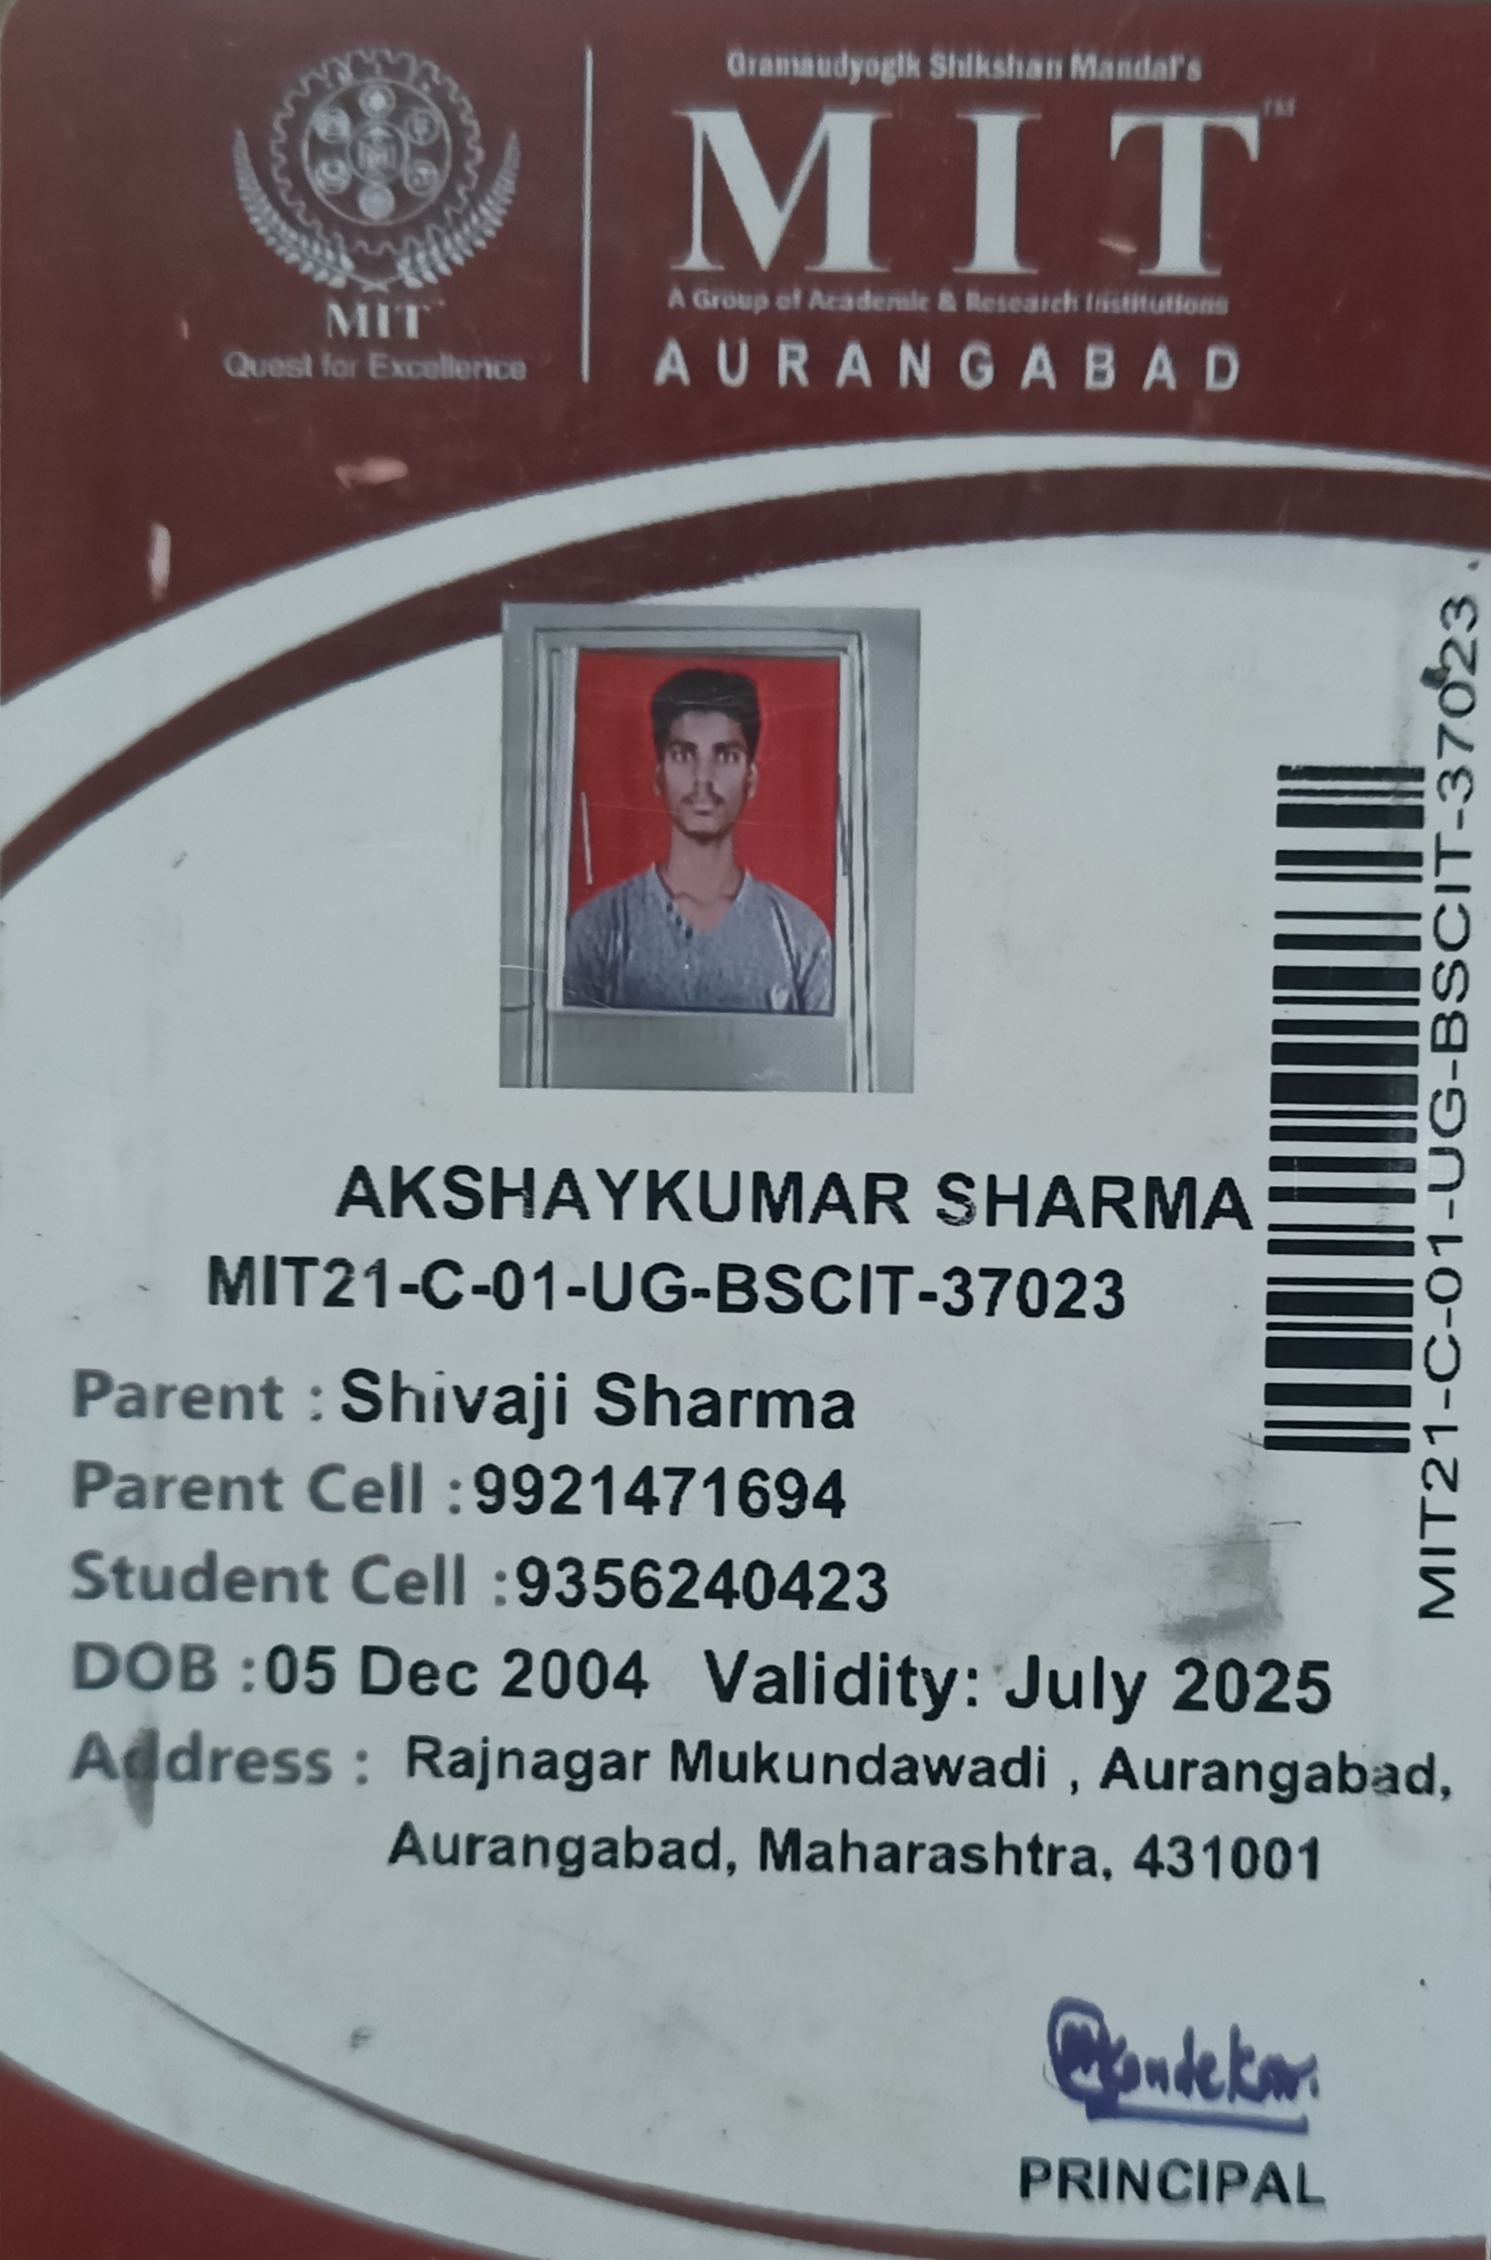 Gramaudyogik Shikshan Mandal's
MIT™
A Group of Academic & Research Institutions
AURANGABAD
MIT
Quest for Excellence
AKSHAYKUMAR SHARMA
MIT21-C-01-UG-BSCIT-37023
Parent : Shivaji Sharma
Parent Cell :9921471694
Student Cell :9356240423
DOB :05 Dec 2004 Validity: July 2025
Address : Rajnagar Mukundawadi , Aurangabad,
Aurangabad, Maharashtra, 431001
MIT21-C-01-UG-BSCIT-37023
PRINCIPAL